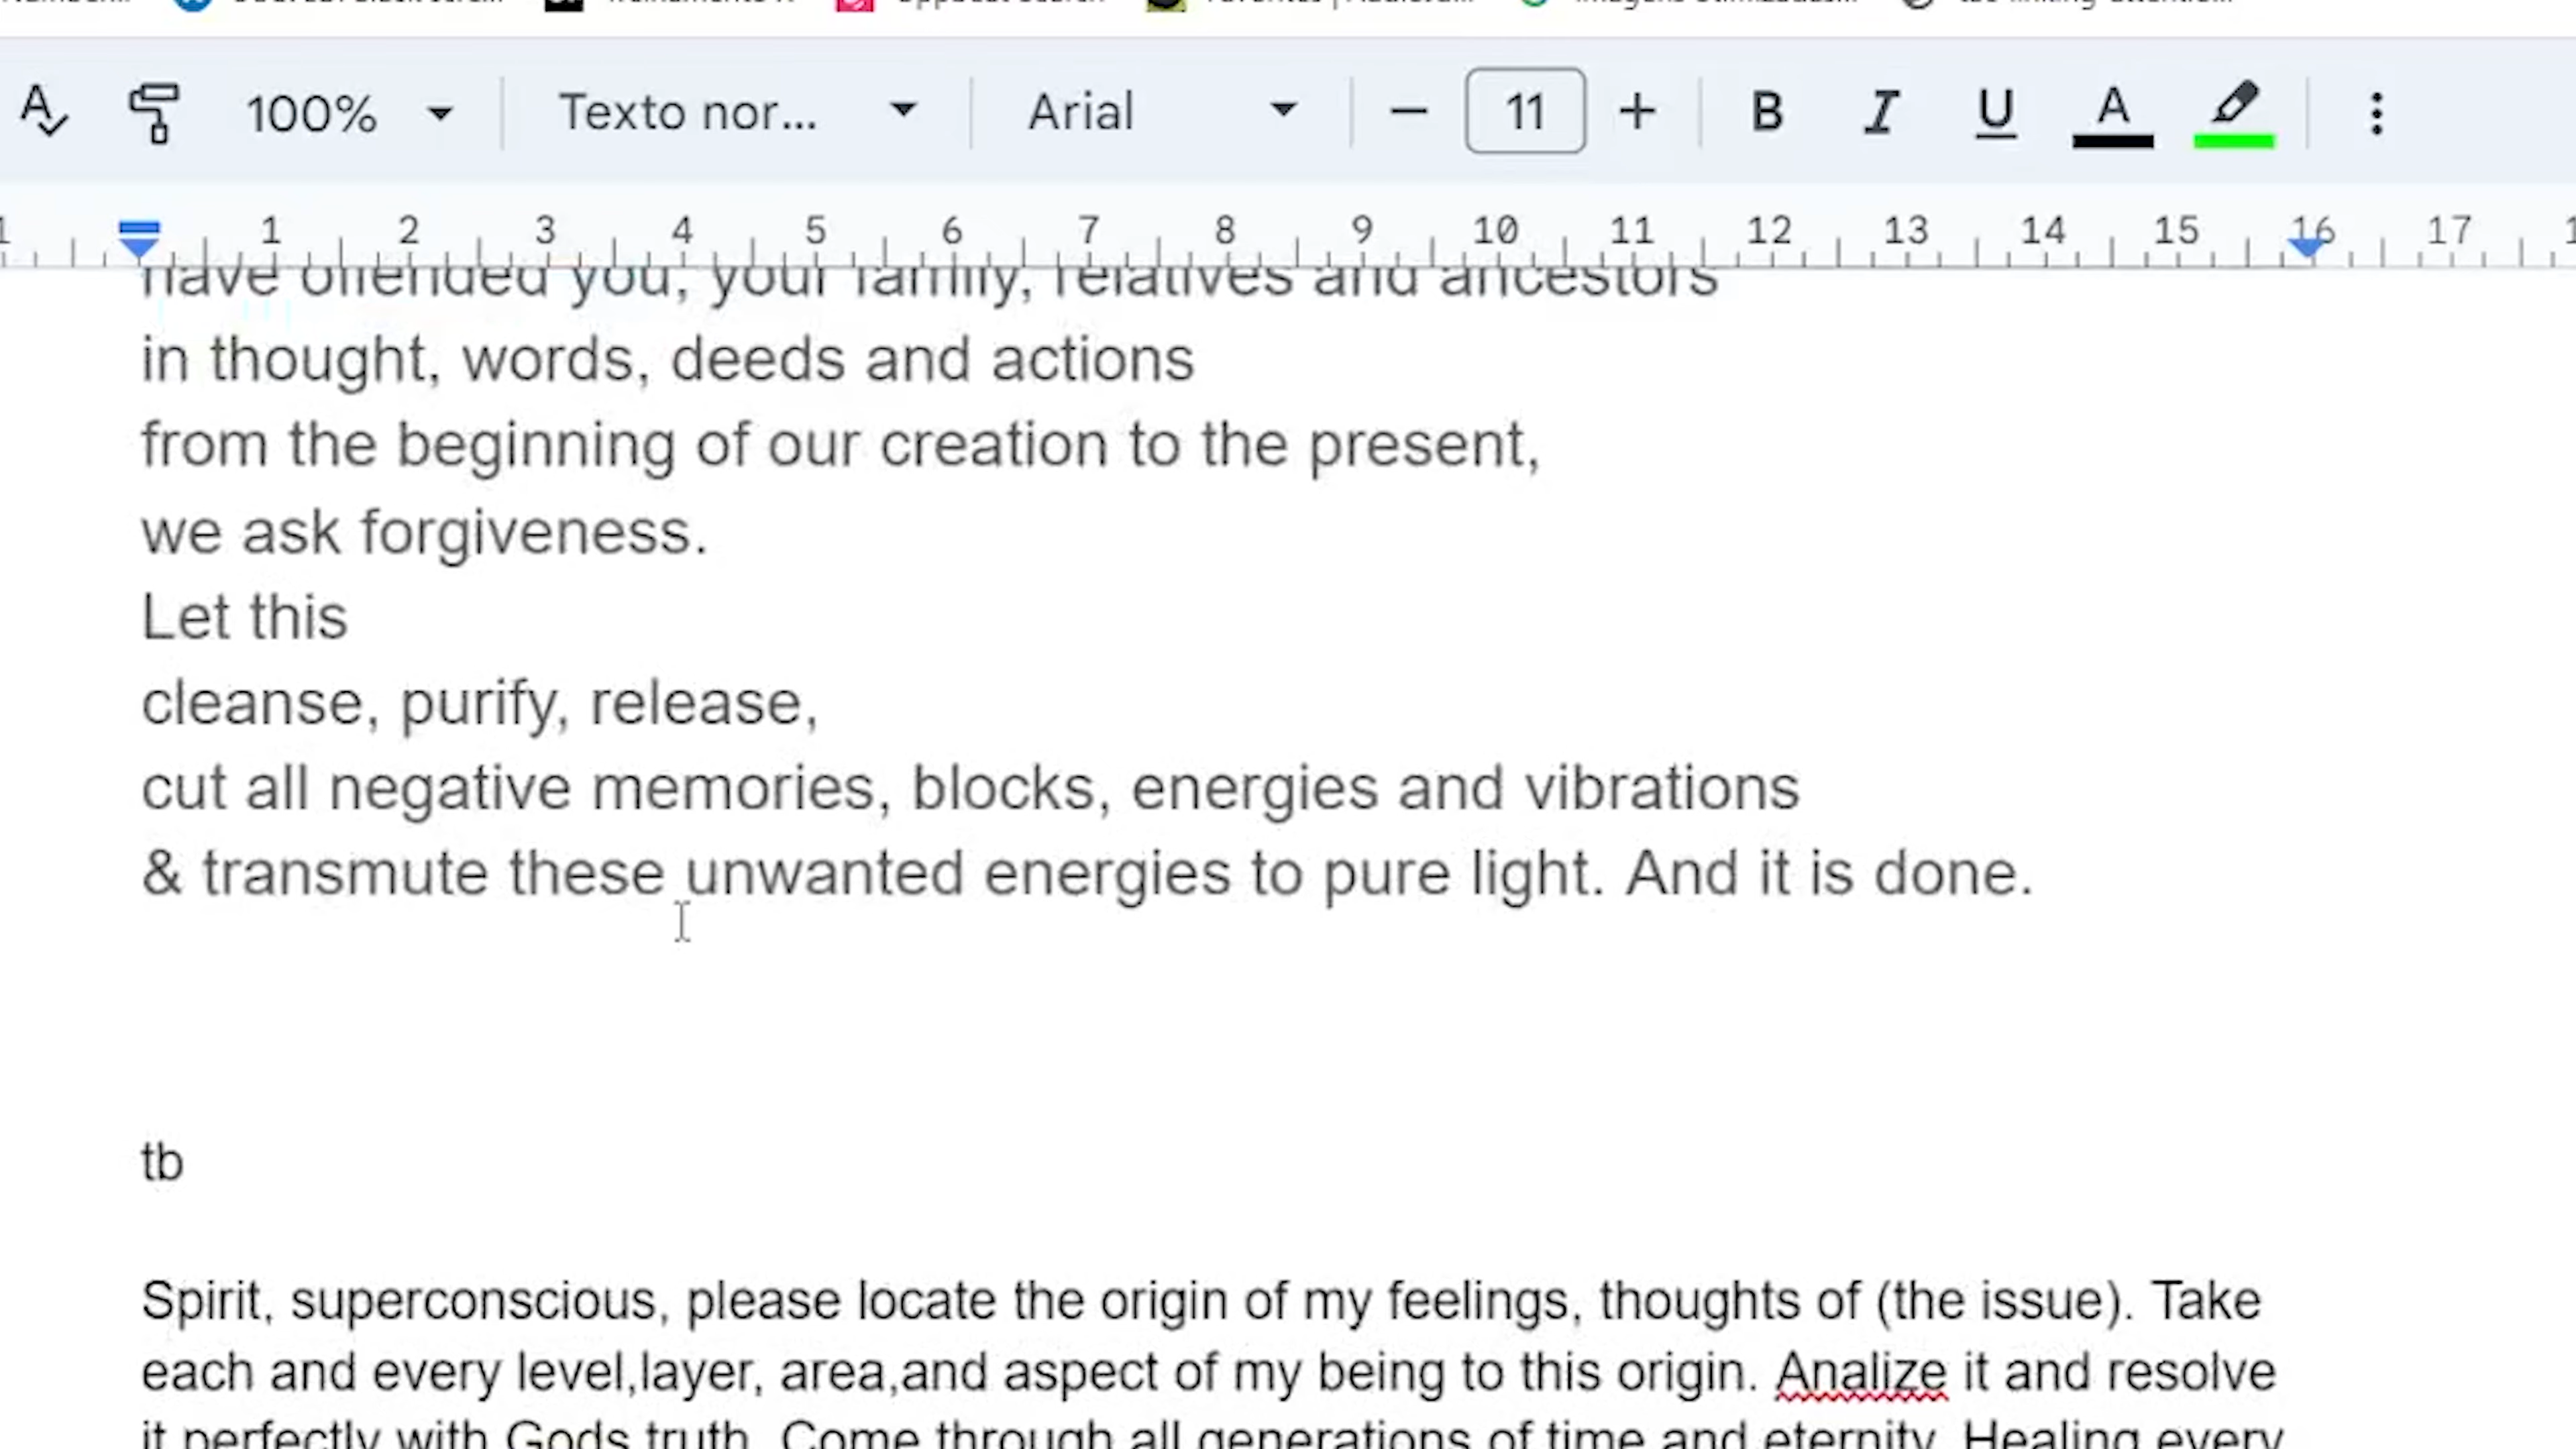 100% Texto nor... Arial 11 B I U A
1 2 3 4 5 6 7 8 9 10 11 12 13 14 15 16 17
have offended you, your family, relatives and ancestors
in thought, words, deeds and actions
from the beginning of our creation to the present,
we ask forgiveness.
Let this
cleanse, purify, release,
cut all negative memories, blocks, energies and vibrations
& transmute these unwanted energies to pure light. And it is done.
tb
Spirit, superconscious, please locate the origin of my feelings, thoughts of (the issue). Take
each and every level,layer, area,and aspect of my being to this origin. Analize it and resolve
it perfectly with Gods truth. Come through all generations of time and eternity. Healing every